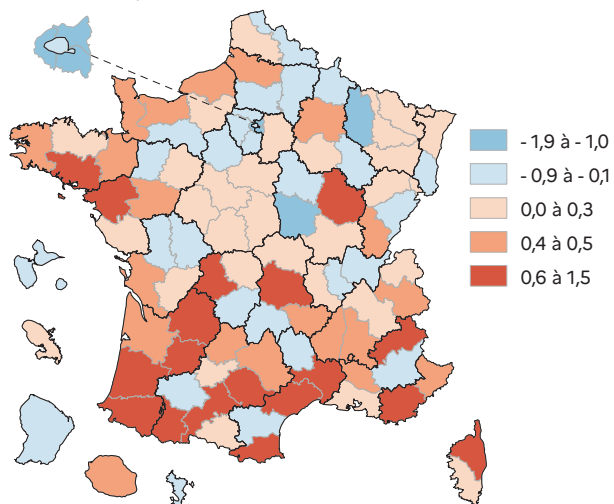 - 1,9 à - 1,0
- 0,9 à - 0,1
0,0 à 0,3
0,4 à 0,5
0,6 à 1,5